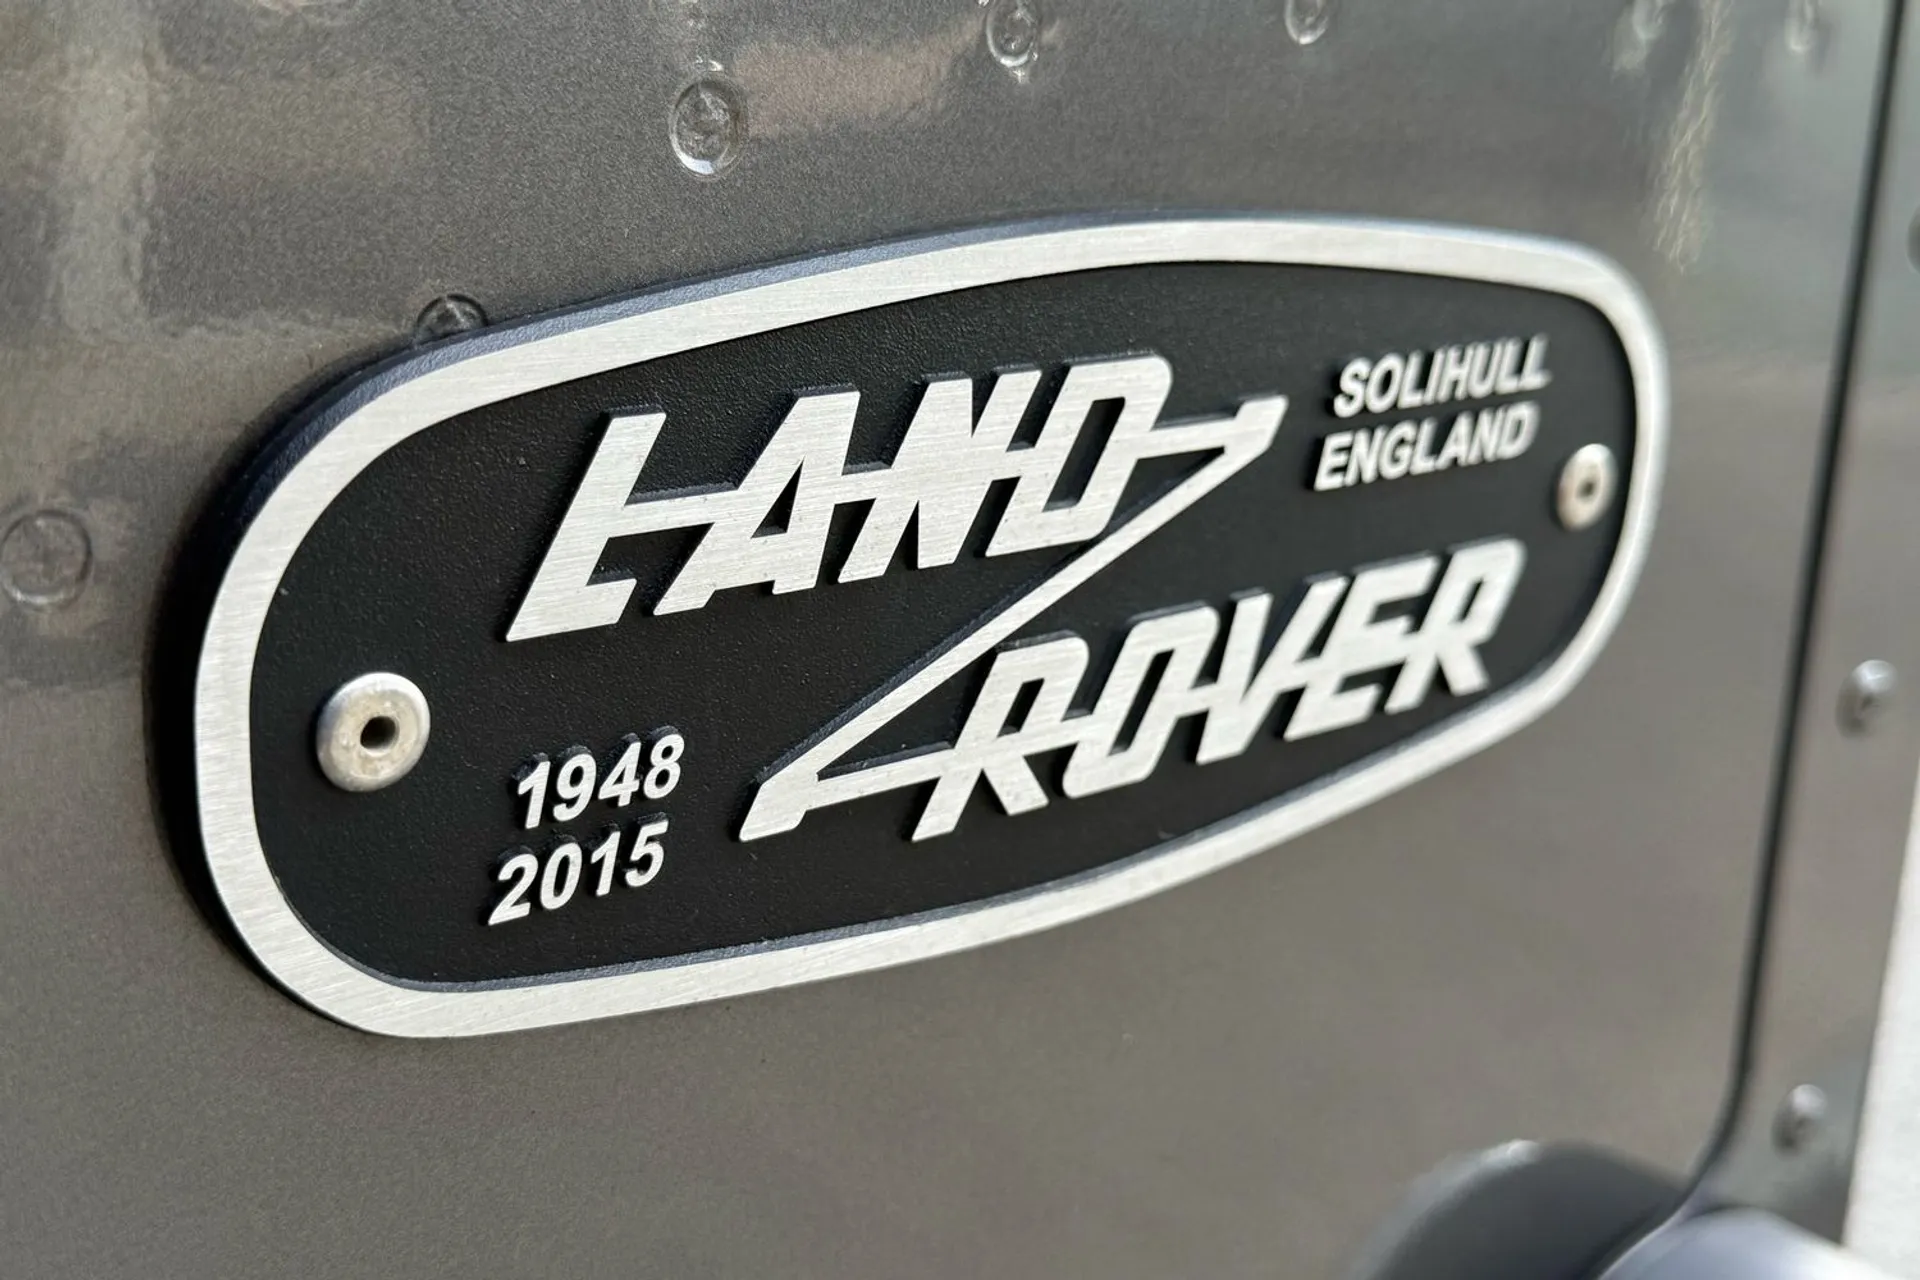 LAND
ROVER
SOLIHULL
ENGLAND
1948
2015